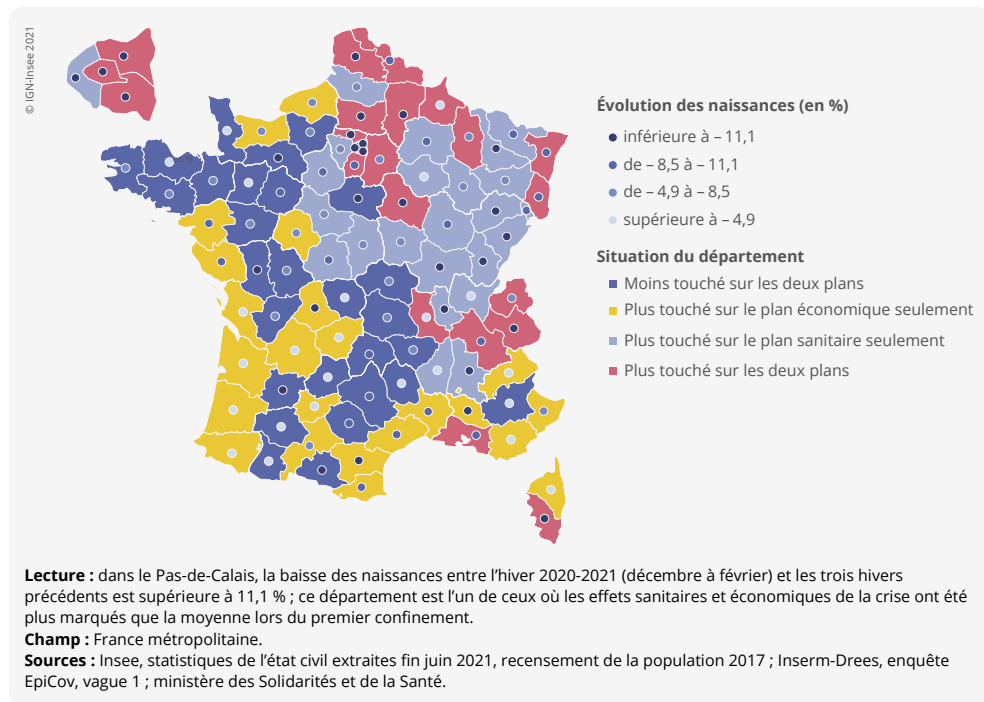 © IGN-Insee 2021
Évolution des naissances (en %)
inférieure à – 11,1
de – 8,5 à – 11,1
de – 4,9 à – 8,5
supérieure à – 4,9
Situation du département
Moins touché sur les deux plans
Plus touché sur le plan économique seulement
Plus touché sur le plan sanitaire seulement
Plus touché sur les deux plans
Lecture : dans le Pas-de-Calais, la baisse des naissances entre l’hiver 2020-2021 (décembre à février) et les trois hivers
précédents est supérieure à 11,1 % ; ce département est l’un de ceux où les effets sanitaires et économiques de la crise ont été
plus marqués que la moyenne lors du premier confinement.
Champ : France métropolitaine.
Sources : Insee, statistiques de l’état civil extraites fin juin 2021, recensement de la population 2017 ; Inserm-Drees, enquête
EpiCov, vague 1 ; ministère des Solidarités et de la Santé.